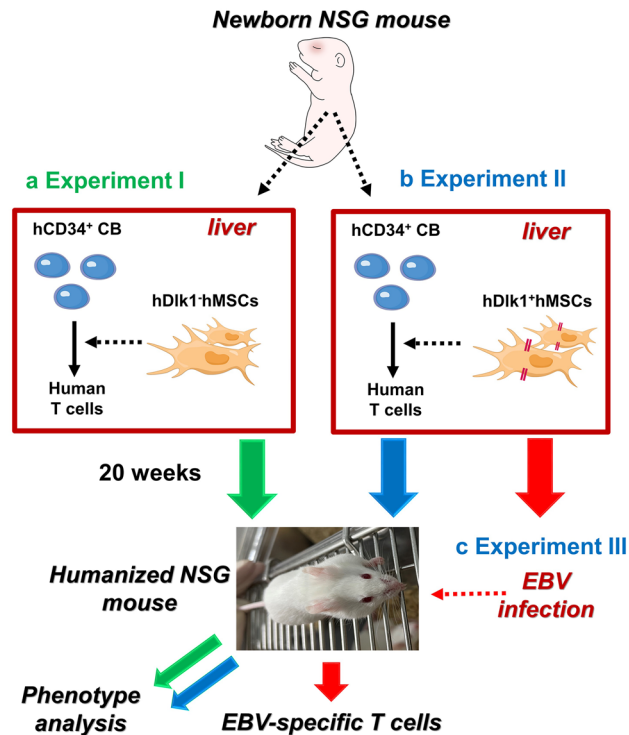 Newborn NSG mouse
a Experiment I
b Experiment II
hCD34⁺ CB
liver
hDlk1⁻hMSCs
Human
T cells
hCD34⁺ CB
liver
hDlk1⁺hMSCs
Human
T cells
20 weeks
Humanized NSG
mouse
c Experiment III
EBV
infection
Phenotype
analysis
EBV-specific T cells